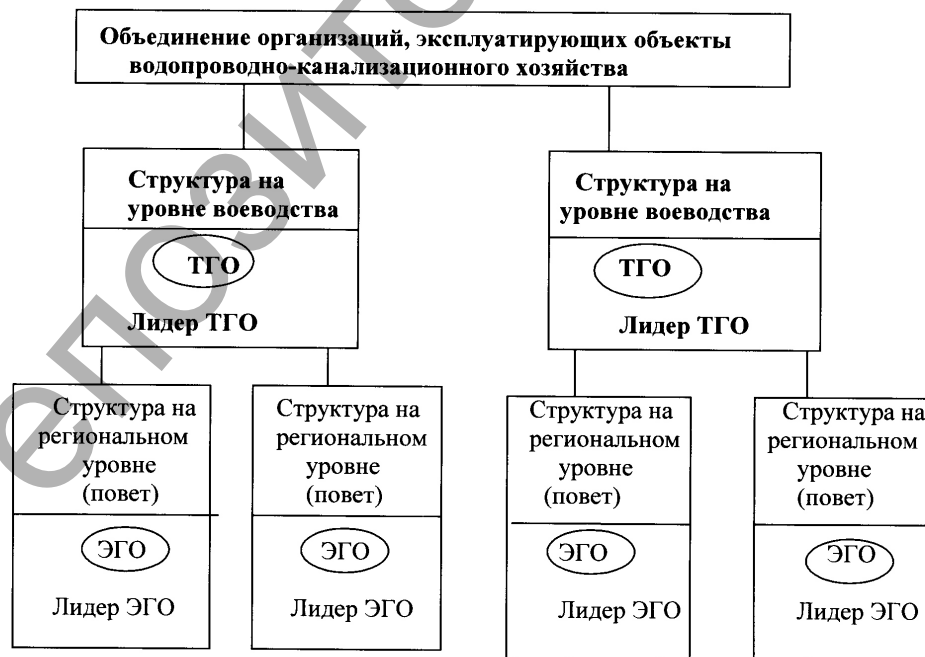 Объединение организаций, эксплуатирующих объекты
водопроводно-канализационного хозяйства
Структура на
уровне воеводства
ТГО
Лидер ТГО
Структура на
уровне воеводства
ТГО
Лидер ТГО
Структура на
региональном
уровне
(повет)
ЭГО
Лидер ЭГО
Структура на
региональном
уровне
(повет)
ЭГО
Лидер ЭГО
Структура на
региональном
уровне
(повет)
ЭГО
Лидер ЭГО
Структура на
региональном
уровне
(повет)
ЭГО
Лидер ЭГО
епозито